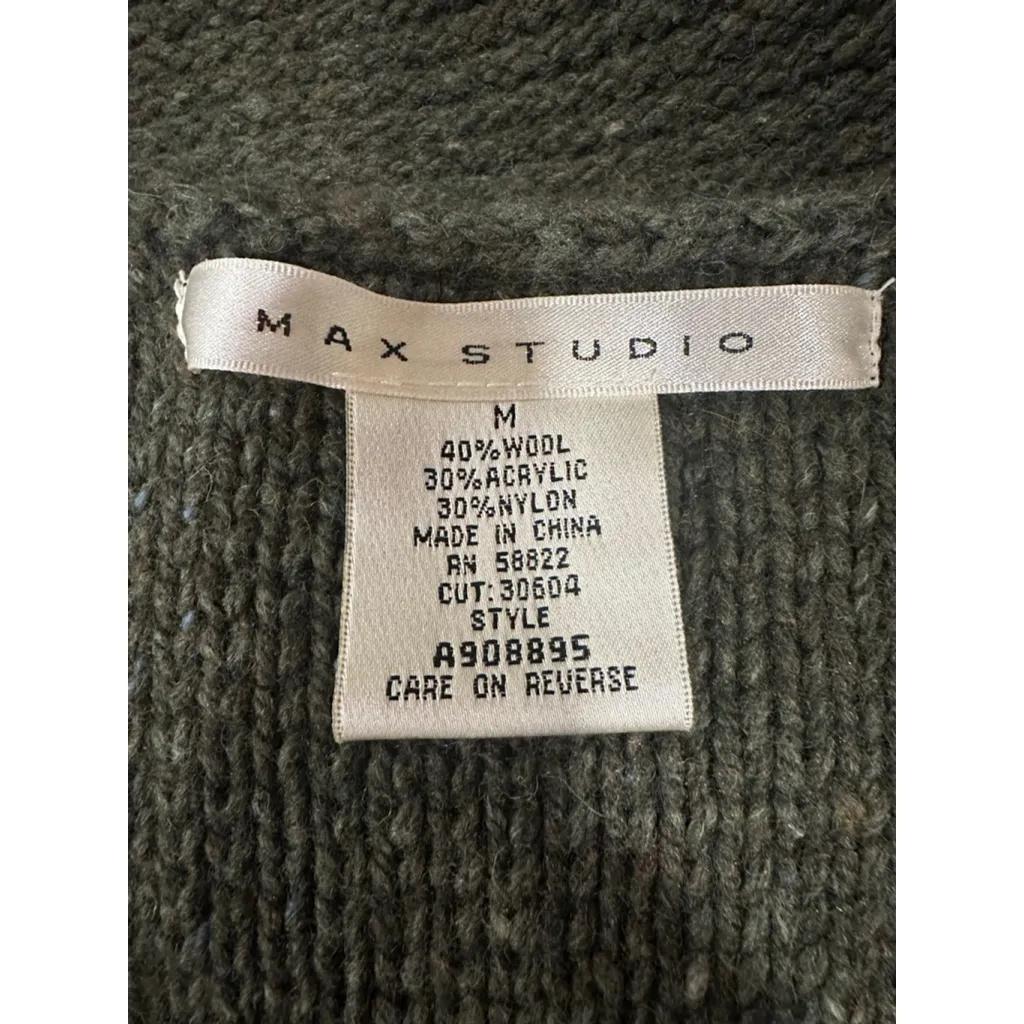 MAX STUDIO
M
40%WOOL
30%ACRYLIC
30%NYLON
MADE IN CHINA
RN 58822
CUT:30604
STYLE
A908895
CARE ON REVERSE